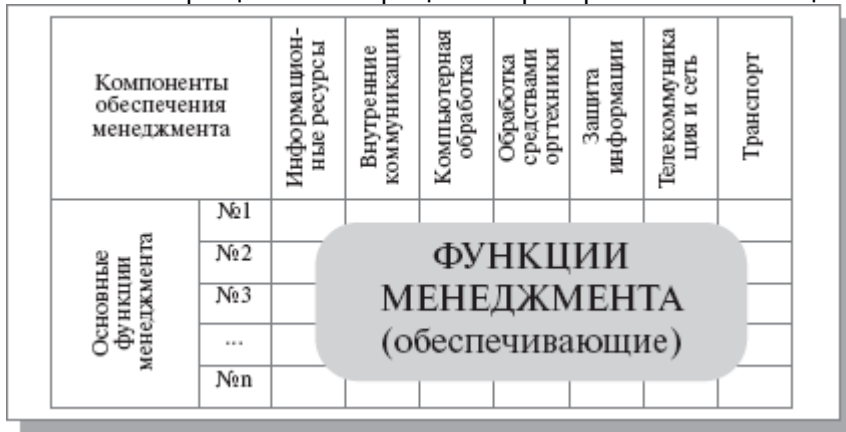 Компоненты
обеспечения
менеджмента
Информацион-
ные ресурсы
Внутренние
коммуникации
Компьютерная
обработка
Обработка
средствами
оргтехники
Защита
информации
Телекоммуника
ция и сеть
Транспорт
Основные
функции
менеджмента
№1
№2
№3
...
№n
ФУНКЦИИ
МЕНЕДЖМЕНТА
(обеспечивающие)